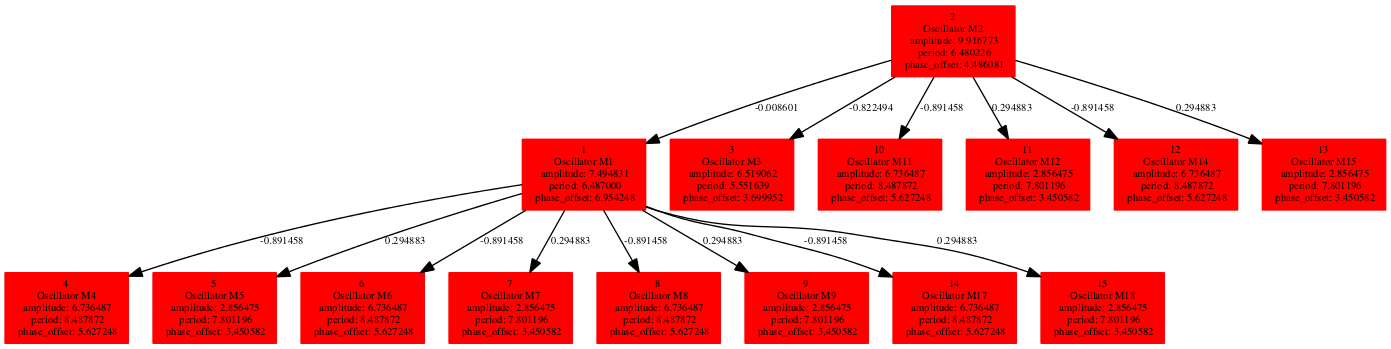 2
Oscillator M2
amplitude: 9.916773
period: 6.480226
phase_offset: 4.486081
-0.008601
-0.822494
-0.891458
0.294883
-0.891458
0.294883
1
Oscillator M1
amplitude: 7.494831
period: 6.487000
phase_offset: 6.954248
3
Oscillator M3
amplitude: 6.519062
period: 5.551639
phase_offset: 3.699952
10
Oscillator M11
amplitude: 6.736487
period: 8.487872
phase_offset: 5.627248
11
Oscillator M12
amplitude: 2.856475
period: 7.801196
phase_offset: 3.450582
12
Oscillator M14
amplitude: 6.736487
period: 8.487872
phase_offset: 5.627248
13
Oscillator M15
amplitude: 2.856475
period: 7.801196
phase_offset: 3.450582
-0.891458
0.294883
-0.891458
0.294883
-0.891458
0.294883
-0.891458
0.294883
4
Oscillator M4
amplitude: 6.736487
period: 8.487872
phase_offset: 5.627248
5
Oscillator M5
amplitude: 2.856475
period: 7.801196
phase_offset: 3.450582
6
Oscillator M6
amplitude: 6.736487
period: 8.487872
phase_offset: 5.627248
7
Oscillator M7
amplitude: 2.856475
period: 7.801196
phase_offset: 3.450582
8
Oscillator M8
amplitude: 6.736487
period: 8.487872
phase_offset: 5.627248
9
Oscillator M9
amplitude: 2.856475
period: 7.801196
phase_offset: 3.450582
14
Oscillator M17
amplitude: 6.736487
period: 8.487872
phase_offset: 5.627248
15
Oscillator M18
amplitude: 2.856475
period: 7.801196
phase_offset: 3.450582